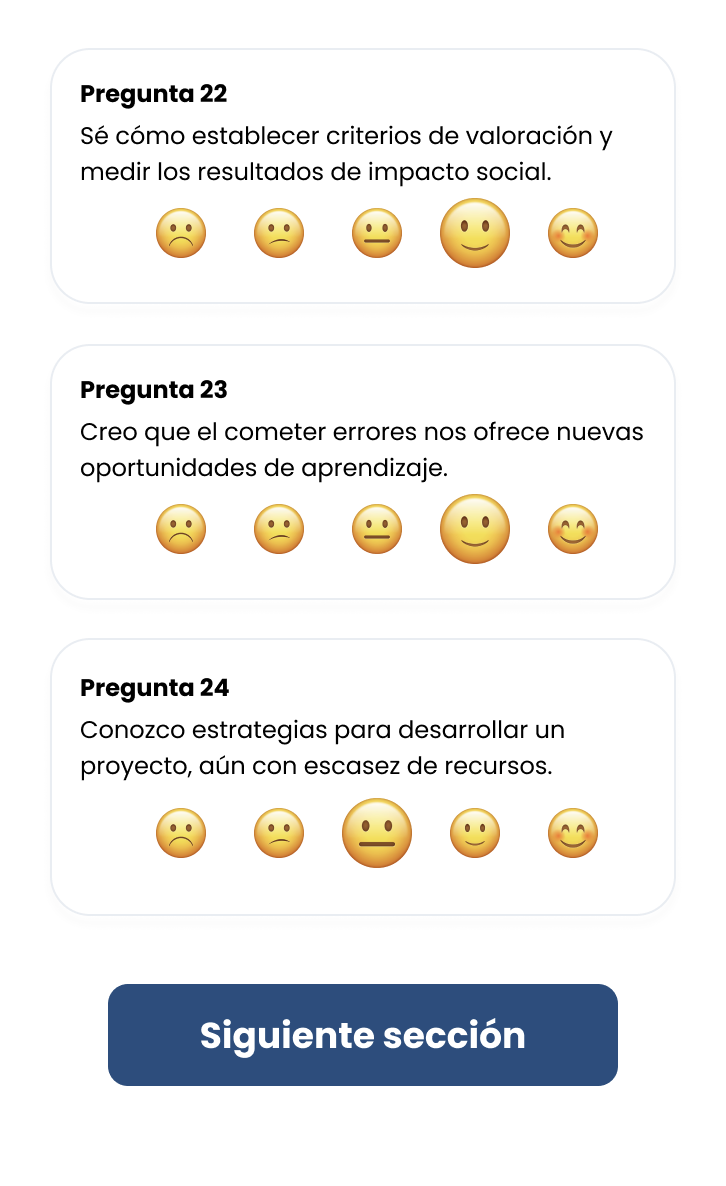 Pregunta 22
Sé cómo establecer criterios de valoración y
medir los resultados de impacto social.
Pregunta 23
Creo que el cometer errores nos ofrece nuevas
oportunidades de aprendizaje.
Pregunta 24
Conozco estrategias para desarrollar un
proyecto, aún con escasez de recursos.
Siguiente sección